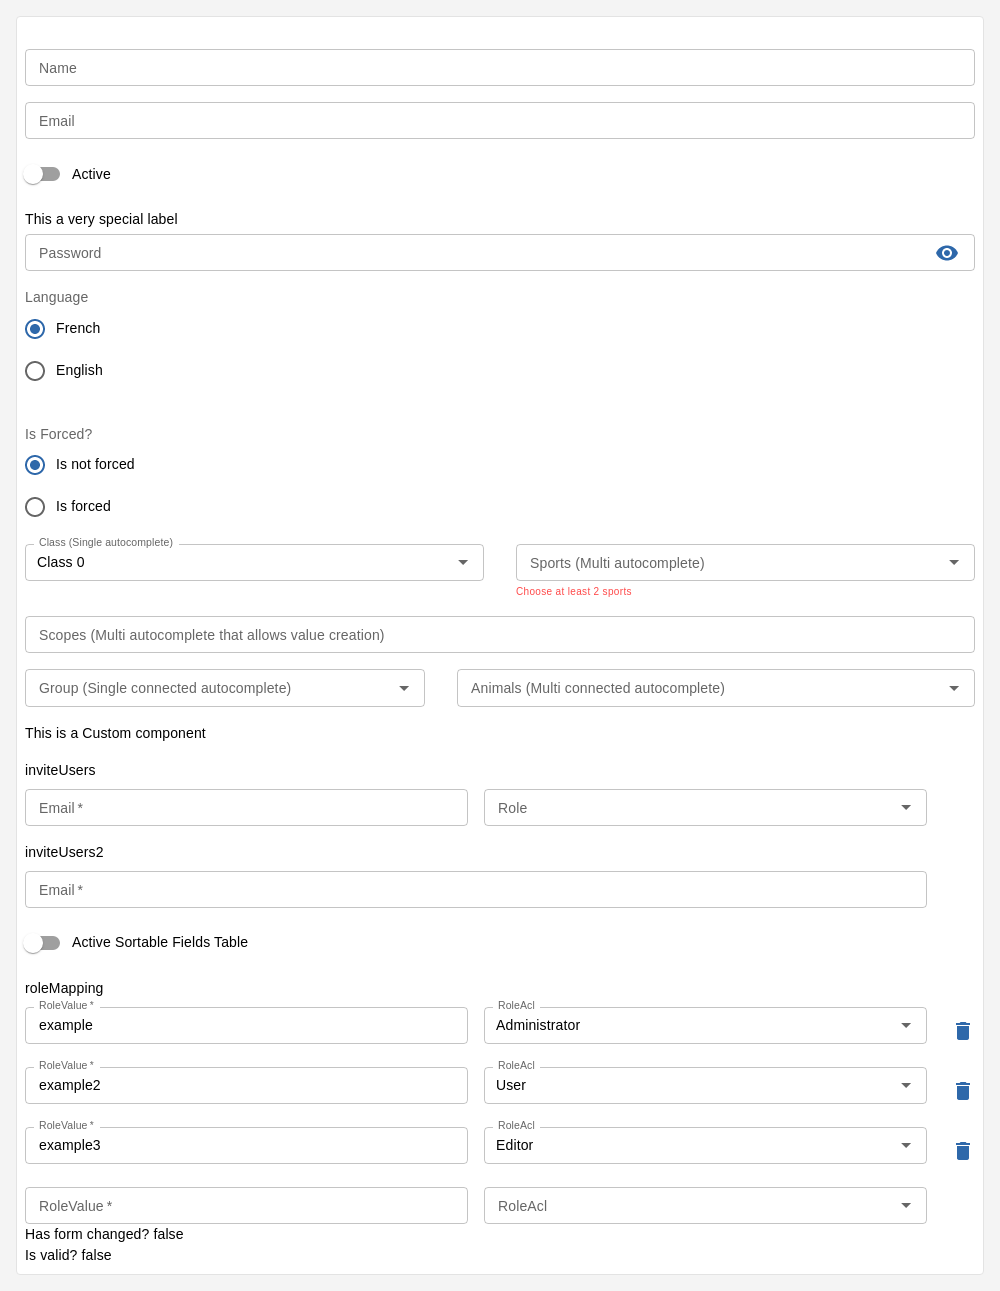 Name
Email
Active
This a very special label
Password
Language
French
English
Is Forced?
Is not forced
Is forced
Class (Single autocomplete)
Class 0
Sports (Multi autocomplete)
Choose at least 2 sports
Scopes (Multi autocomplete that allows value creation)
Group (Single connected autocomplete)
Animals (Multi connected autocomplete)
This is a Custom component
inviteUsers
Email *
Role
inviteUsers2
Email *
Active Sortable Fields Table
roleMapping
RoleValue *
example
RoleAcl
Administrator
RoleValue *
example2
RoleAcl
User
RoleValue *
example3
RoleAcl
Editor
RoleValue *
RoleAcl
Has form changed? false
Is valid? false